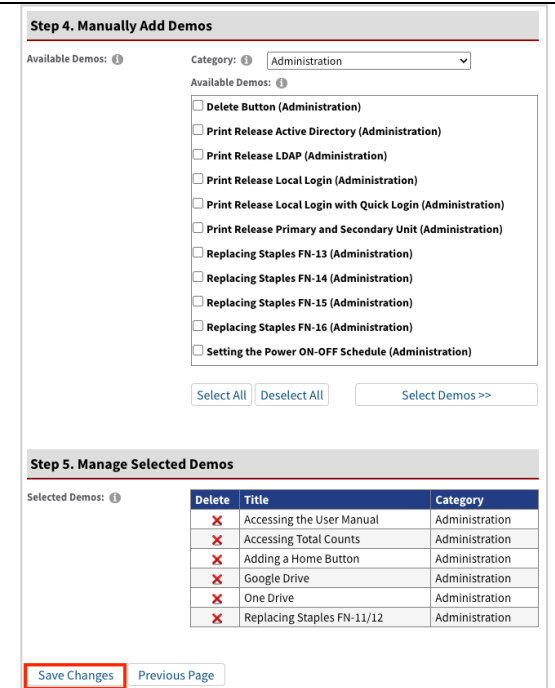 Step 4. Manually Add Demos
Available Demos:
Category: Administration
Available Demos:
Delete Button (Administration)
Print Release Active Directory (Administration)
Print Release LDAP (Administration)
Print Release Local Login (Administration)
Print Release Local Login with Quick Login (Administration)
Print Release Primary and Secondary Unit (Administration)
Replacing Staples FN-13 (Administration)
Replacing Staples FN-14 (Administration)
Replacing Staples FN-15 (Administration)
Replacing Staples FN-16 (Administration)
Setting the Power ON-OFF Schedule (Administration)
Select All Deselect All Select Demos >>
Step 5. Manage Selected Demos
Selected Demos:
Delete Title Category
Accessing the User Manual Administration
Accessing Total Counts Administration
Adding a Home Button Administration
Google Drive Administration
One Drive Administration
Replacing Staples FN-11/12 Administration
Save Changes Previous Page